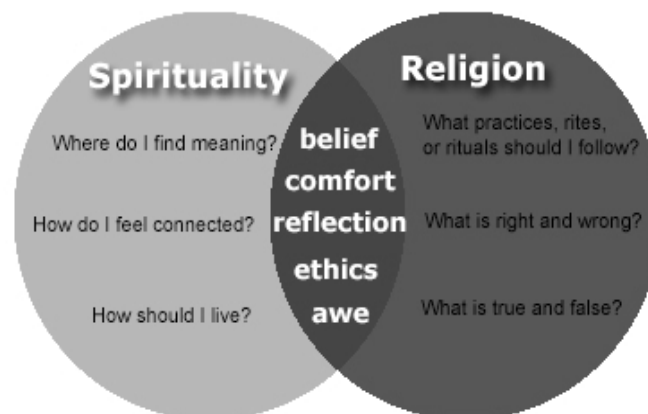 Spirituality
Where do I find meaning?
How do I feel connected?
How should I live?
belief
comfort
reflection
ethics
awe
Religion
What practices, rites,
or rituals should I follow?
What is right and wrong?
What is true and false?